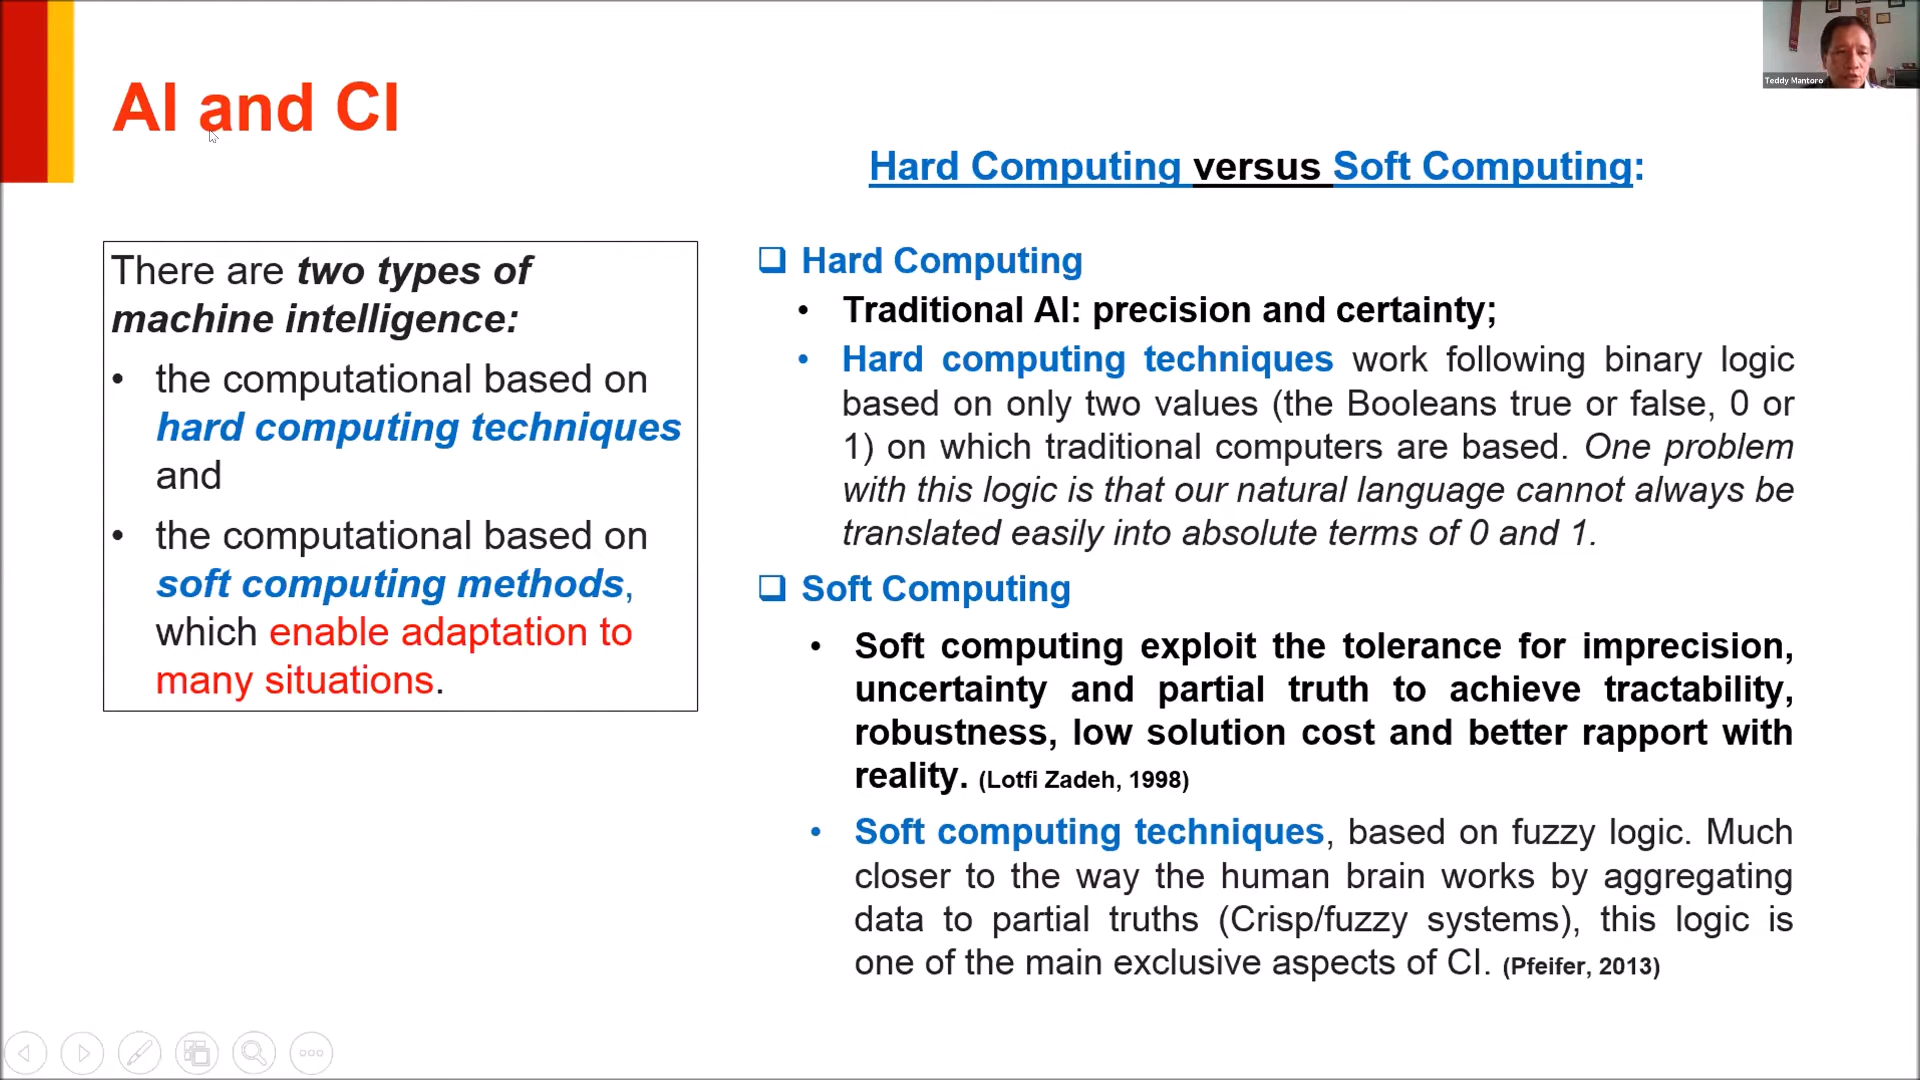 AI and CI
Teddy Mantoro
Hard Computing versus Soft Computing:
There are two types of
machine intelligence:
• the computational based on
hard computing techniques
and
• the computational based on
soft computing methods,
which enable adaptation to
many situations.
❑ Hard Computing
• Traditional AI: precision and certainty;
• Hard computing techniques work following binary logic
based on only two values (the Booleans true or false, 0 or
1) on which traditional computers are based. One problem
with this logic is that our natural language cannot always be
translated easily into absolute terms of 0 and 1.
❑ Soft Computing
• Soft computing exploit the tolerance for imprecision,
uncertainty and partial truth to achieve tractability,
robustness, low solution cost and better rapport with
reality. (Lotfi Zadeh, 1998)
• Soft computing techniques, based on fuzzy logic. Much
closer to the way the human brain works by aggregating
data to partial truths (Crisp/fuzzy systems), this logic is
one of the main exclusive aspects of CI. (Pfeifer, 2013)